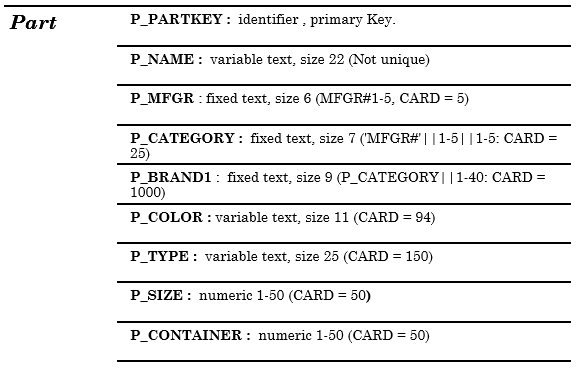 Part
P_PARTKEY : identifier , primary Key.
P_NAME : variable text, size 22 (Not unique)
P_MFGR : fixed text, size 6 (MFGR#1-5, CARD = 5)
P_CATEGORY : fixed text, size 7 ('MFGR#'||1-5||1-5: CARD =
25)
P_BRAND1 : fixed text, size 9 (P_CATEGORY||1-40: CARD =
1000)
P_COLOR : variable text, size 11 (CARD = 94)
P_TYPE : variable text, size 25 (CARD = 150)
P_SIZE : numeric 1-50 (CARD = 50)
P_CONTAINER : numeric 1-50 (CARD = 50)